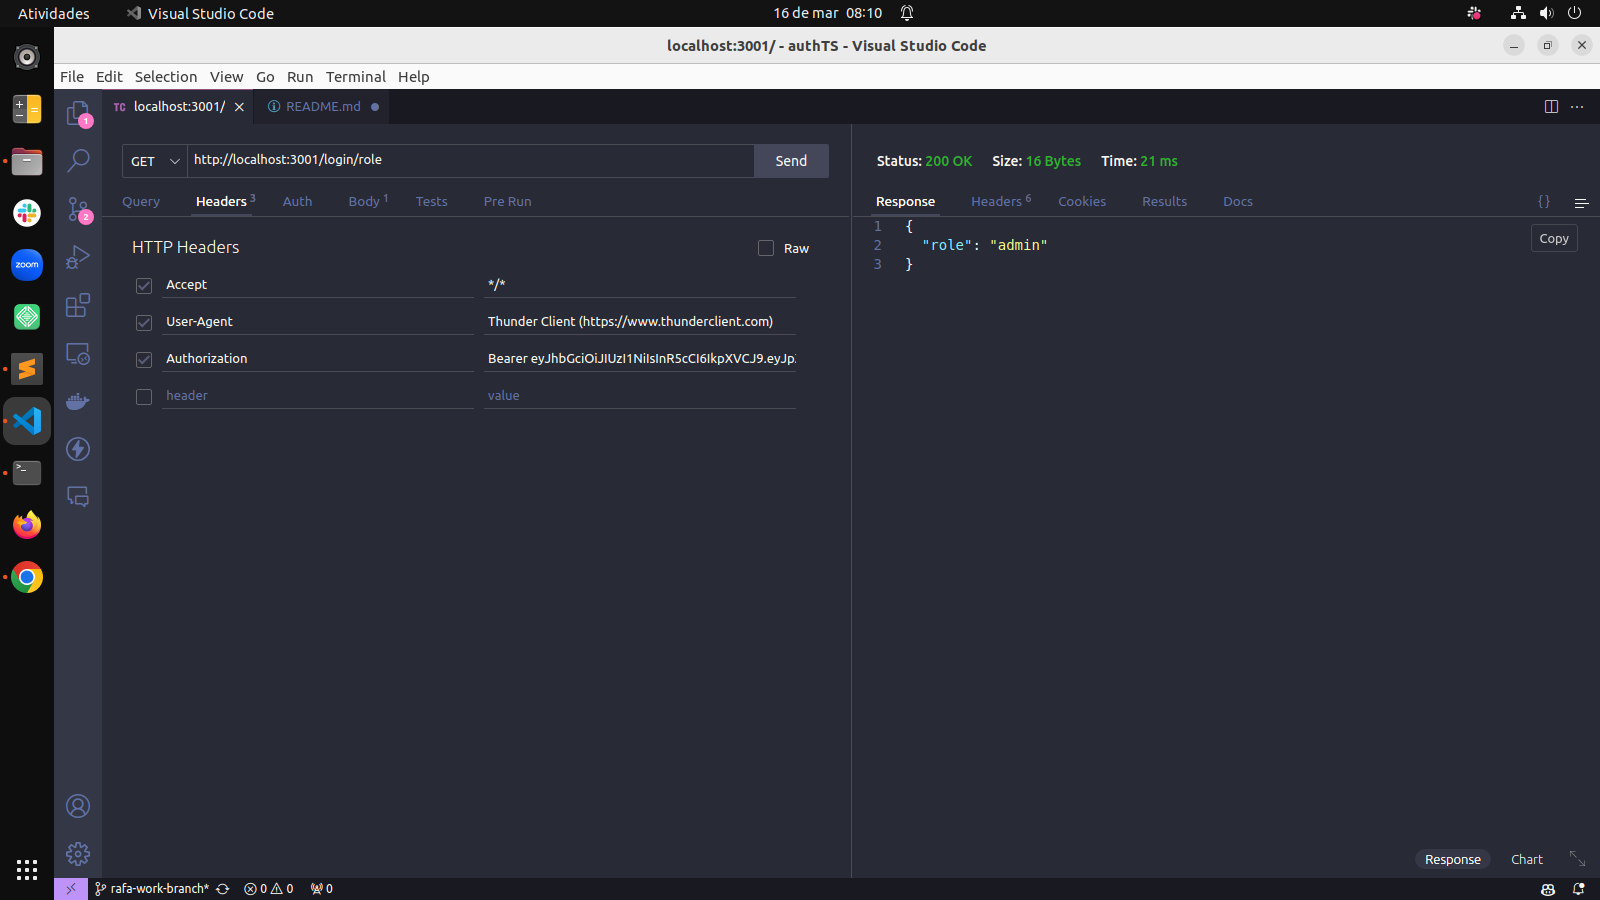 Atividades
Visual Studio Code
16 de mar 08:10
localhost:3001/ - authTS - Visual Studio Code
File Edit Selection View Go Run Terminal Help
TC localhost:3001/
README.md
1
GET
http://localhost:3001/login/role
Send
Status: 200 OK Size: 16 Bytes Time: 21 ms
Query Headers 3 Auth Body 1 Tests Pre Run
Response Headers 6 Cookies Results Docs
{}
2
HTTP Headers
Raw
1 {
2 "role": "admin"
3 }
Copy
Accept */*
User-Agent Thunder Client (https://www.thunderclient.com)
Authorization Bearer eyJhbGciOiJIUzI1NiIsInR5cCI6IkpXVCJ9.eyJp
header value
zoom
Response Chart
rafa-work-branch* 0 0 0